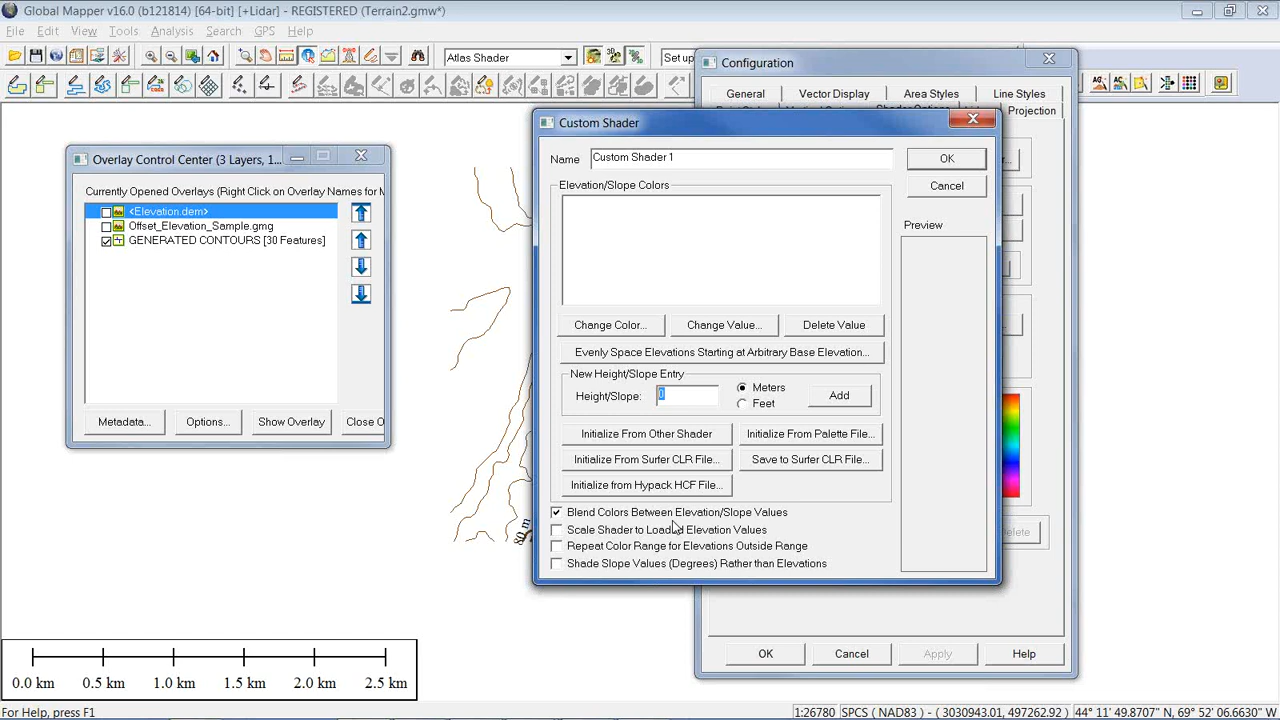 Global Mapper v16.0 (b121814) [64-bit] [+Lidar] - REGISTERED (Terrain2.gmw*)
File Edit View Tools Analysis Search GPS Help
Atlas Shader
Set up
Configuration
General Vector Display Area Styles Line Styles
Shader Options Projection
Overlay Control Center (3 Layers, 1...
Currently Opened Overlays (Right Click on Overlay Names for M
<Elevation.dem>
Offset_Elevation_Sample.gmg
GENERATED CONTOURS [30 Features]
Metadata... Options... Show Overlay Close O
Custom Shader
Name Custom Shader 1
OK
Cancel
Elevation/Slope Colors
Preview
Change Color... Change Value... Delete Value
Evenly Space Elevations Starting at Arbitrary Base Elevation...
New Height/Slope Entry
Height/Slope: 0 Meters
Feet
Add
Initialize From Other Shader Initialize From Palette File...
Initialize From Surfer CLR File... Save to Surfer CLR File...
Initialize from Hypack HCF File...
Blend Colors Between Elevation/Slope Values
Scale Shader to Loaded Elevation Values
Repeat Color Range for Elevations Outside Range
Shade Slope Values (Degrees) Rather than Elevations
Delete
80 m
OK Cancel Apply Help
0.0 km 0.5 km 1.0 km 1.5 km 2.0 km 2.5 km
For Help, press F1
1:26780 SPCS (NAD83) - ( 3030943.01, 497262.92 ) 44° 11' 49.8707" N, 69° 52' 06.6630" W